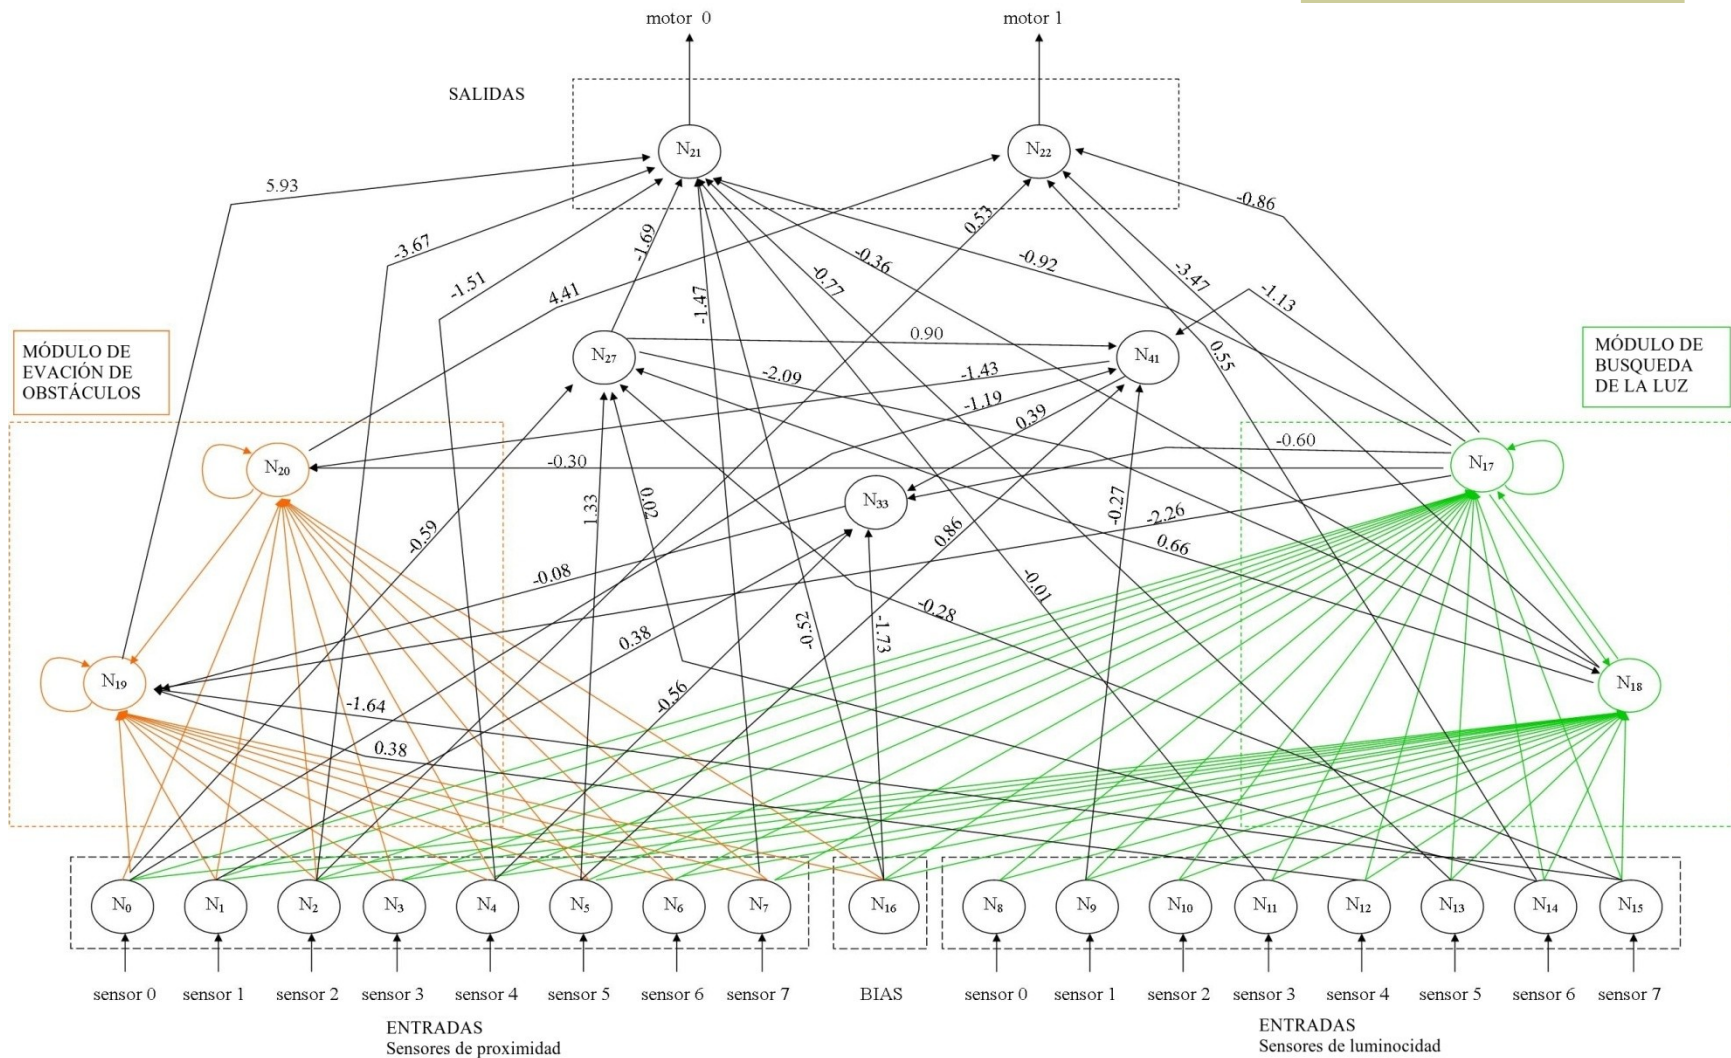 motor 0
motor 1
SALIDAS
N21
N22
5.93
-3.67
-1.51
-1.69
4.41
-1.47
0.53
-0.77
-0.36
-0.92
-0.86
-3.47
-1.13
0.55
MÓDULO DE
EVACIÓN DE
OBSTÁCULOS
MÓDULO DE
BUSQUEDA
DE LA LUZ
N27
0.90
N41
-2.09
-1.43
-1.19
0.39
-0.60
N20
-0.30
N17
N33
-0.59
1.33
0.02
0.86
-0.27
-2.26
0.66
-0.08
-0.28
-0.01
0.38
-0.52
-1.73
N19
N18
-1.64
-0.56
0.38
N0
N1
N2
N3
N4
N5
N6
N7
N16
N8
N9
N10
N11
N12
N13
N14
N15
sensor 0
sensor 1
sensor 2
sensor 3
sensor 4
sensor 5
sensor 6
sensor 7
BIAS
sensor 0
sensor 1
sensor 2
sensor 3
sensor 4
sensor 5
sensor 6
sensor 7
ENTRADAS
Sensores de proximidad
ENTRADAS
Sensores de luminocidad